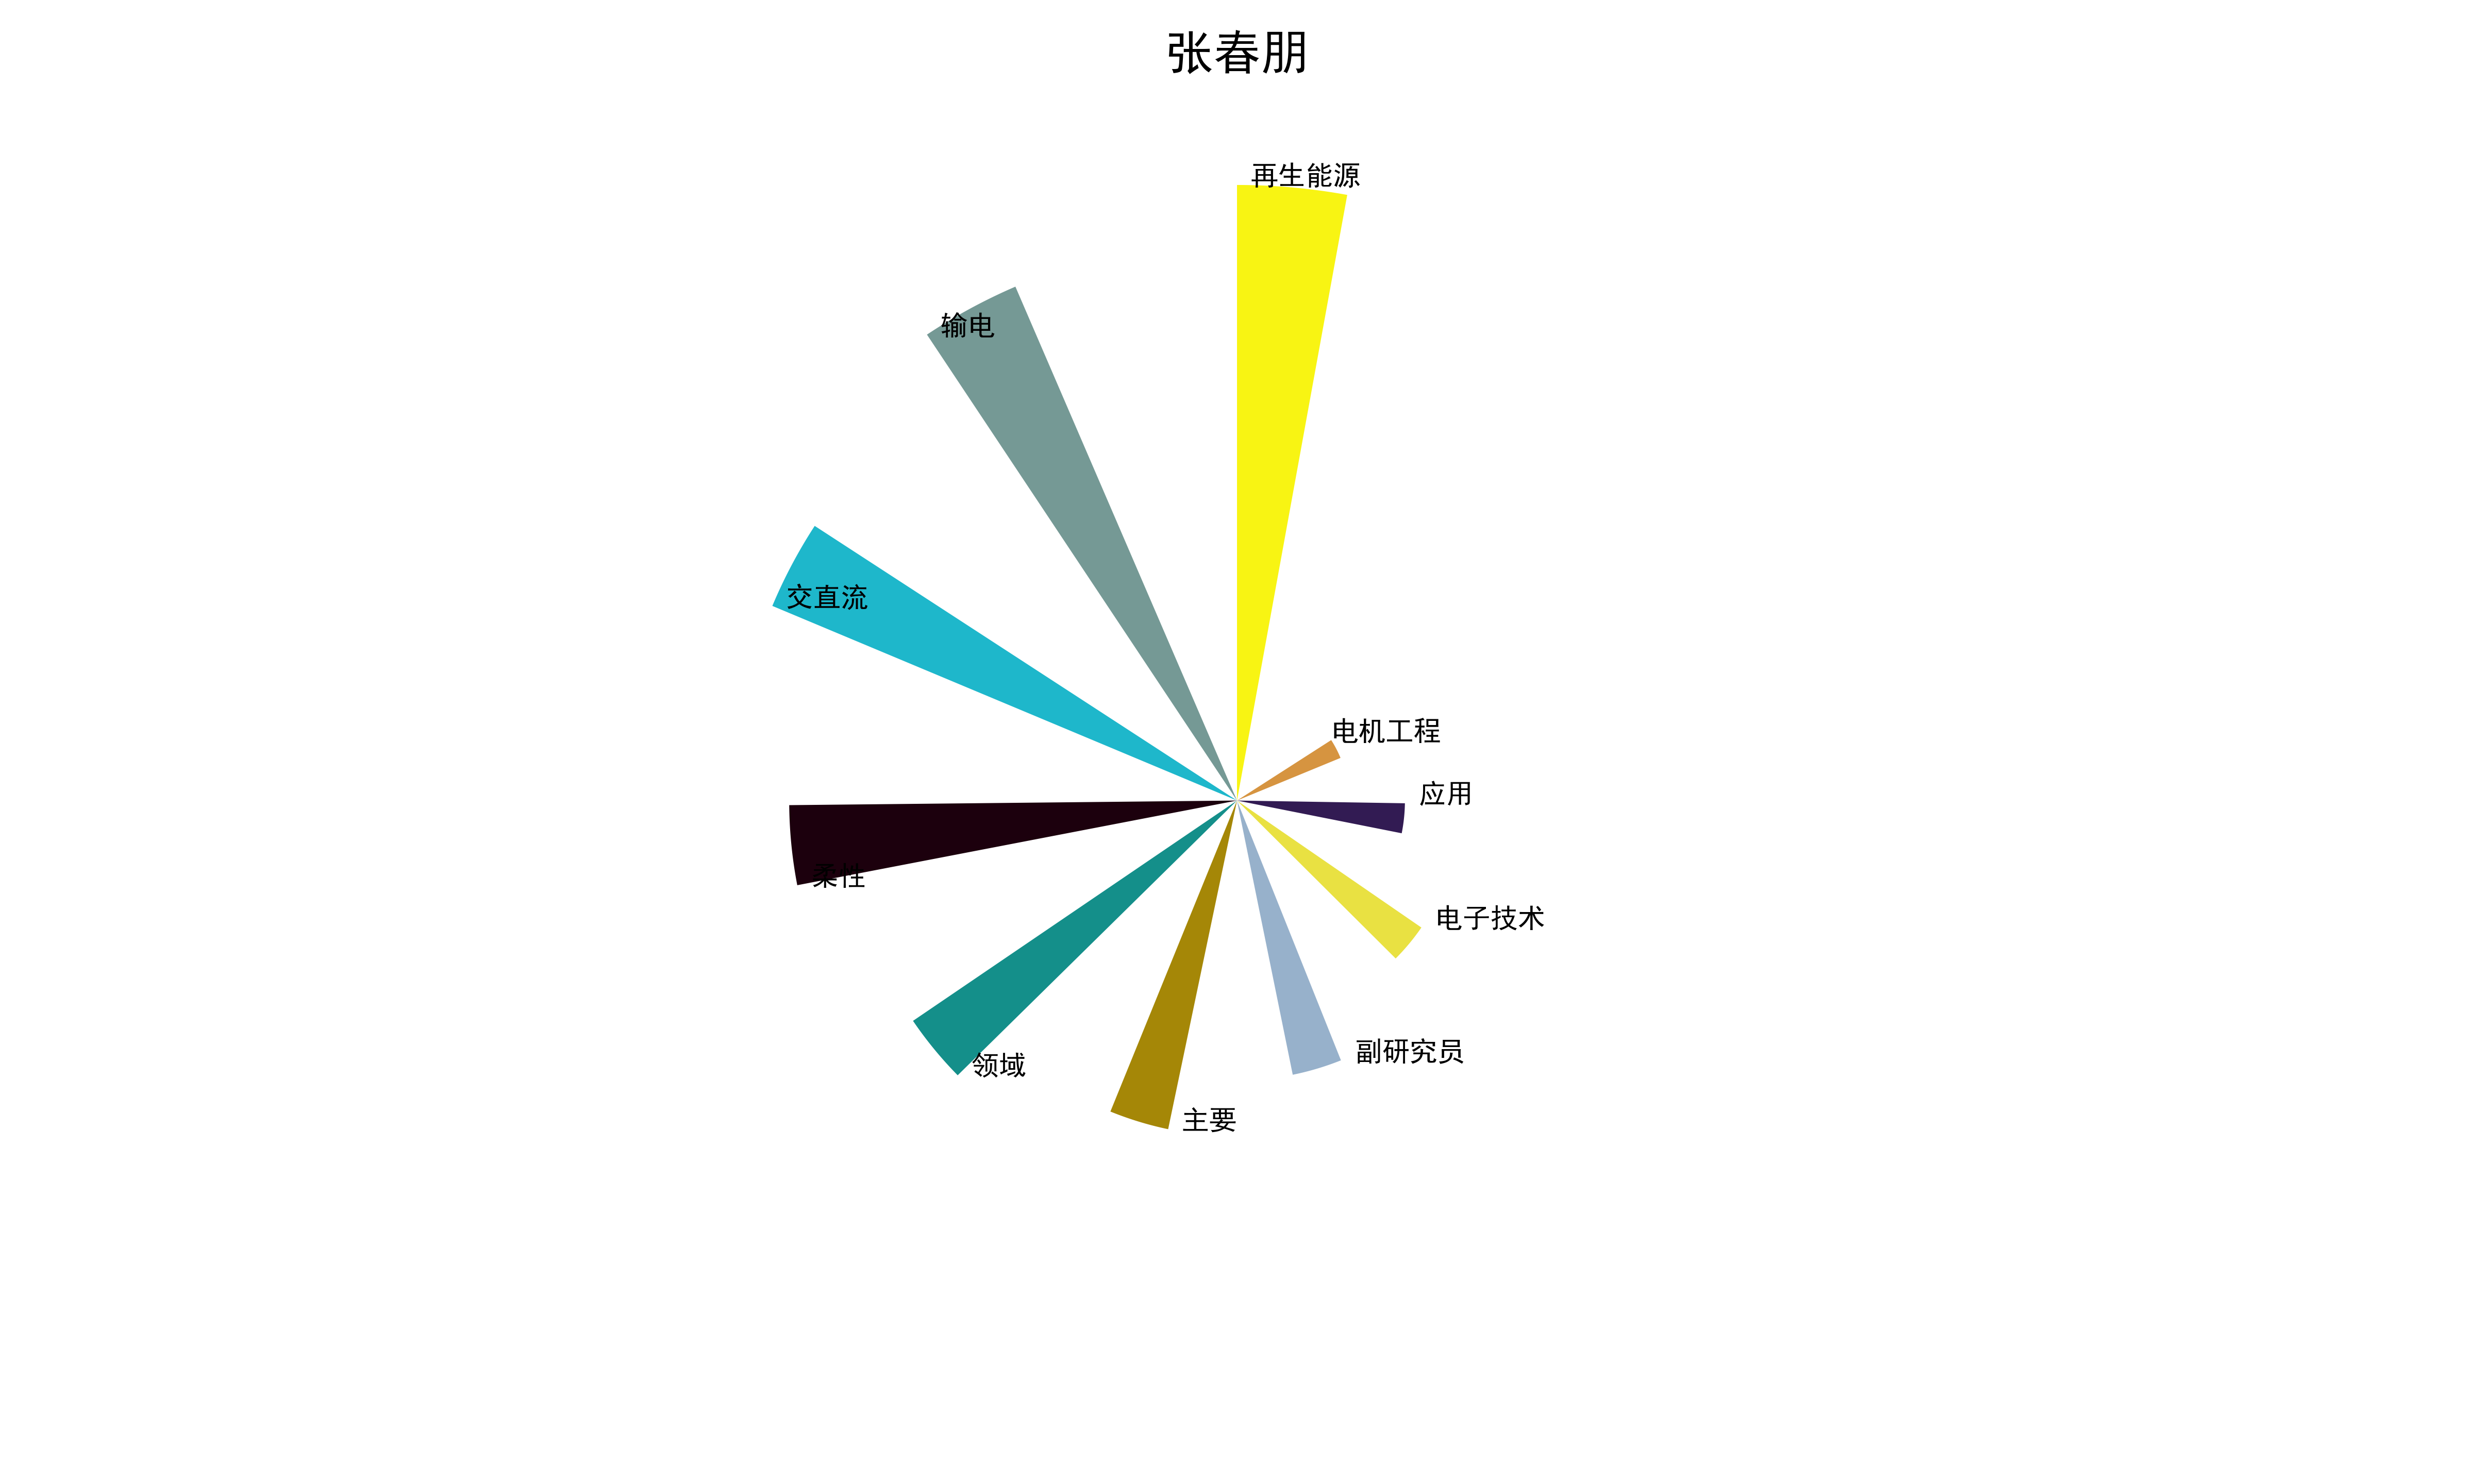 张春朋
再生能源
输电
交直流
电机工程
应用
柔性
电子技术
副研究员
领域
主要